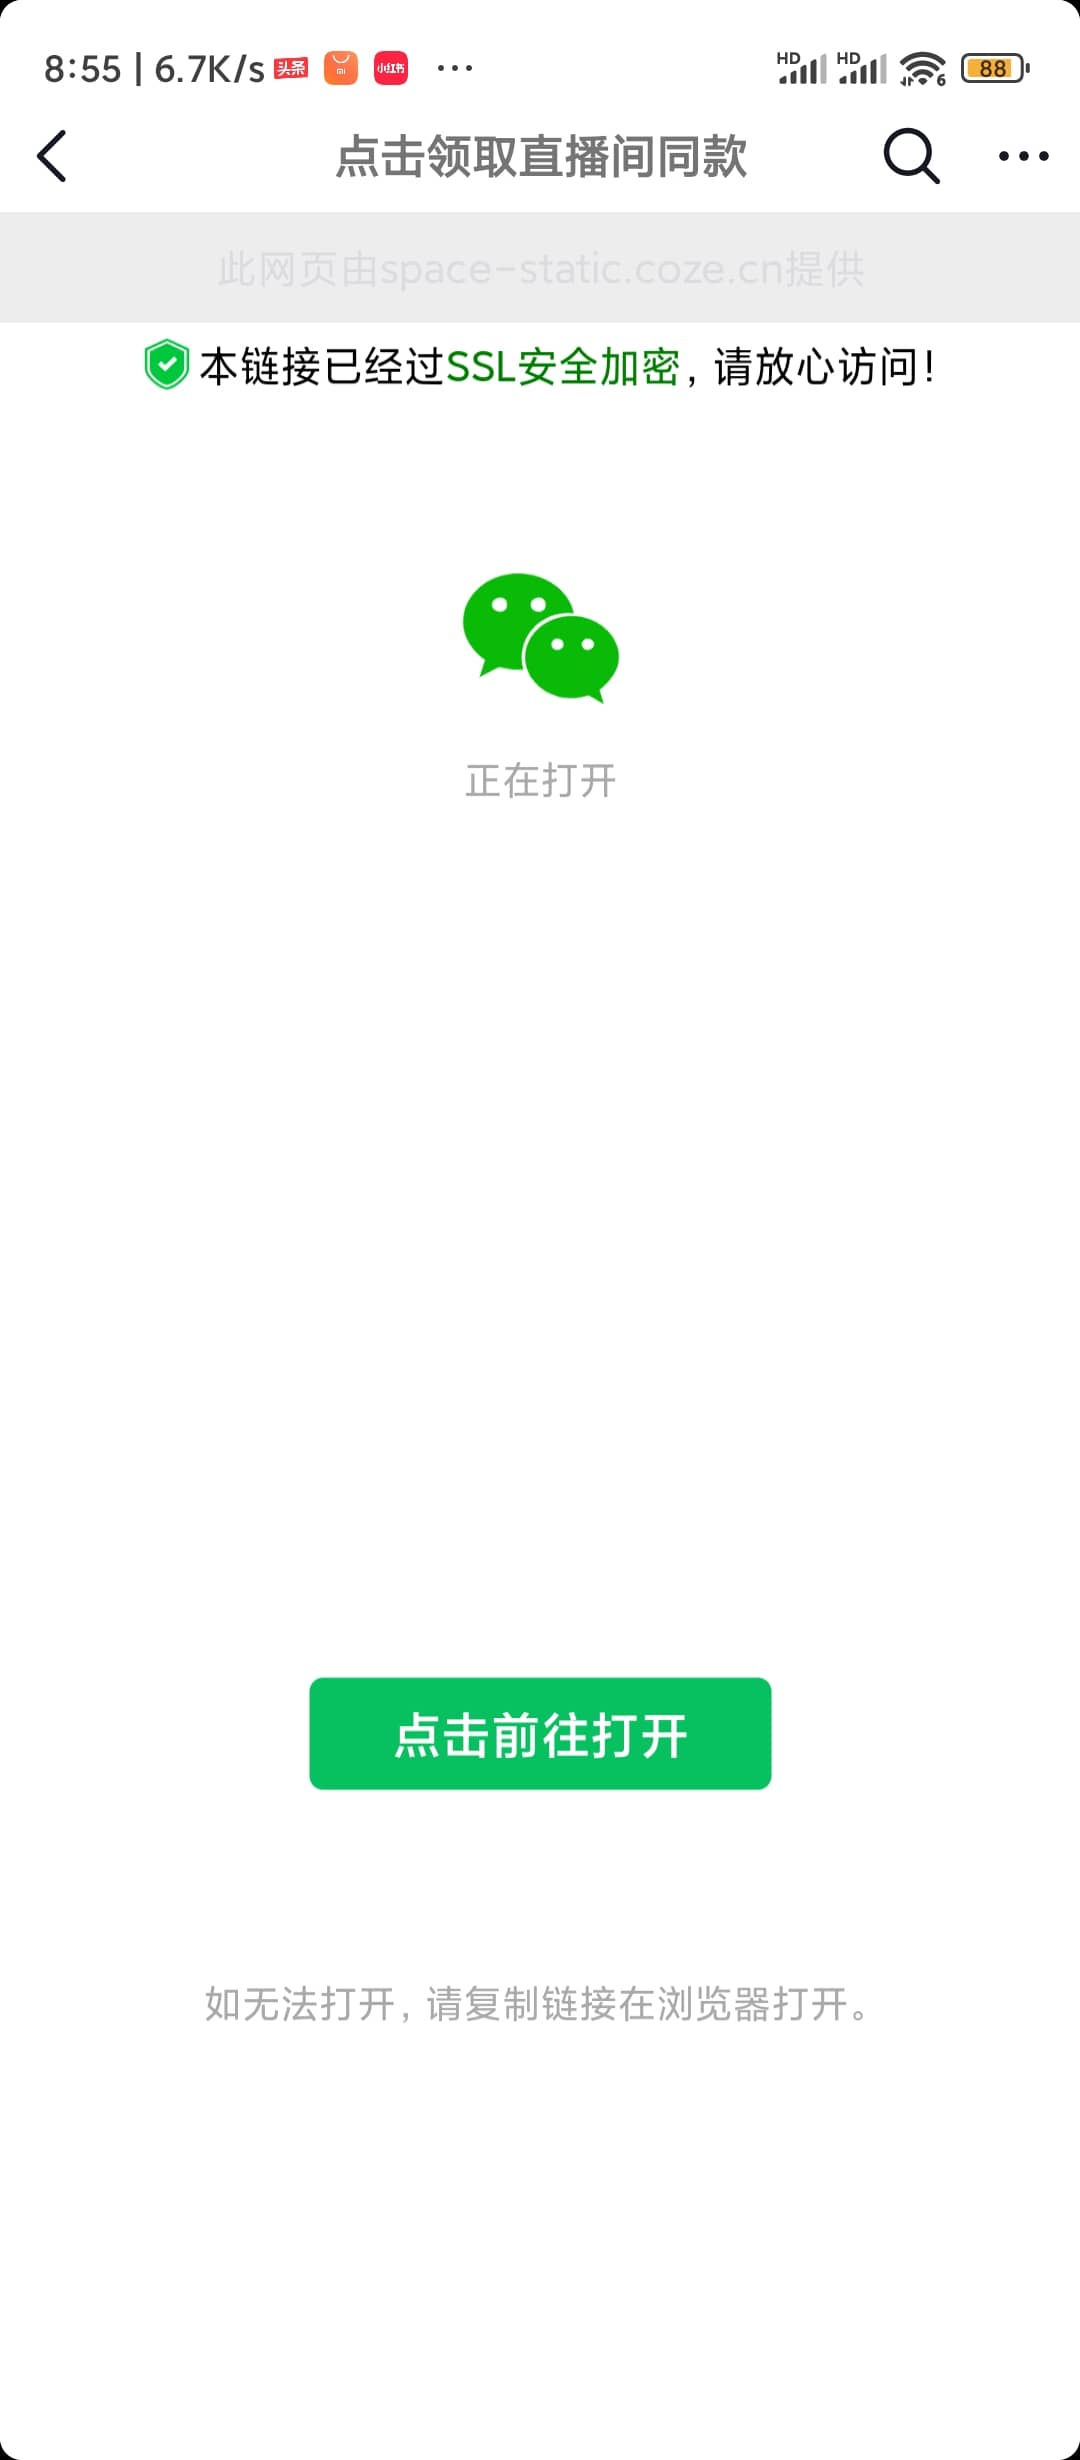 8:55 | 6.7K/s 头条 mi 小红书 ... HD HD 6 88
点击领取直播间同款
此网页由space-static.coze.cn提供
本链接已经过SSL安全加密，请放心访问！
正在打开
点击前往打开
如无法打开，请复制链接在浏览器打开。